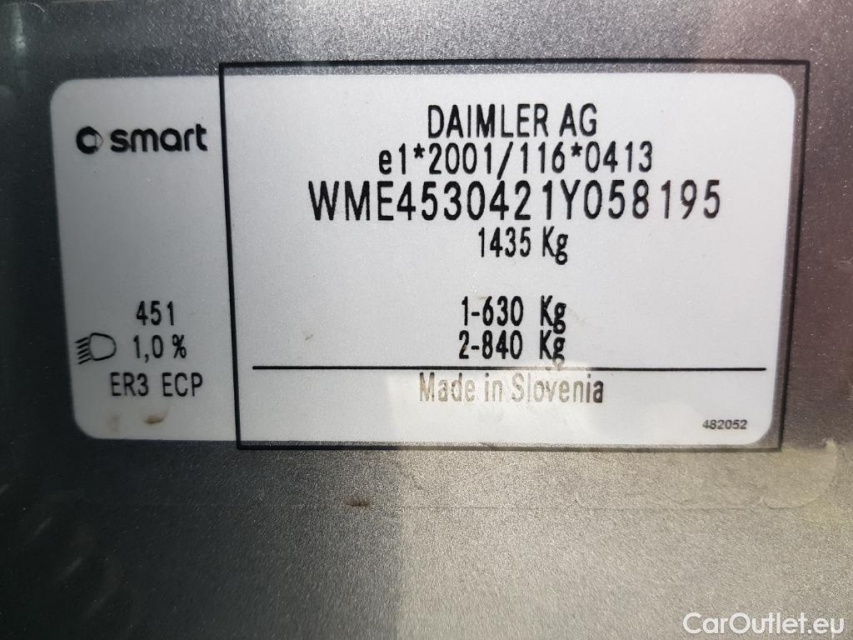 smart
DAIMLER AG
e1*2001/116*0413
WME4530421Y058195
1435 Kg
1-630 Kg
2-840 Kg
451
1,0 %
ER3 ECP
Made in Slovenia
482052
CarOutlet.eu